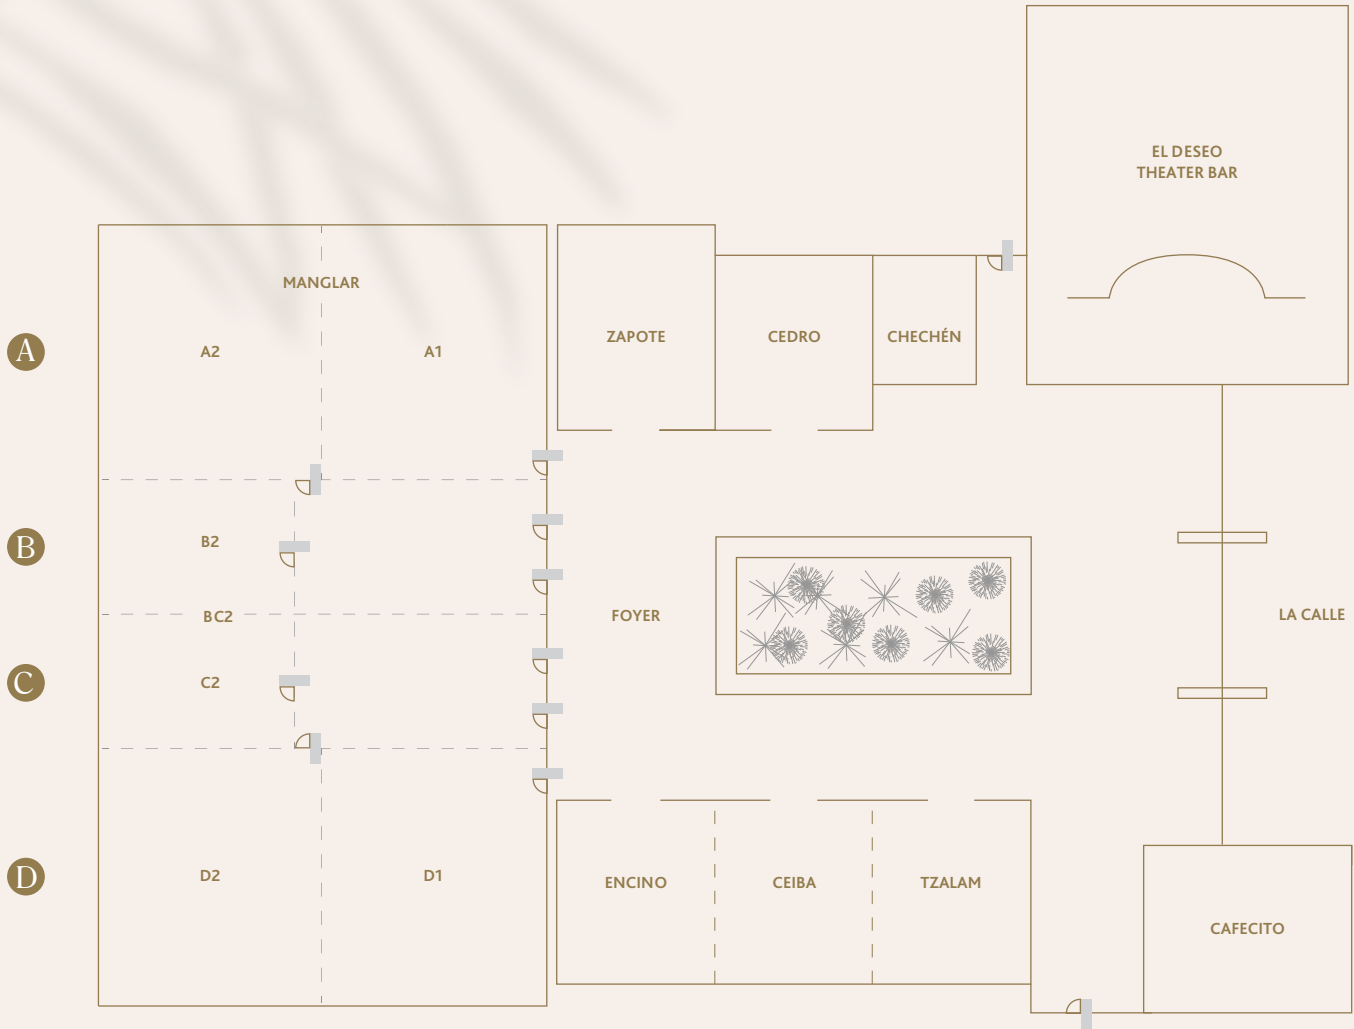 EL DESEO
THEATER BAR
MANGLAR
ZAPOTE
CEDRO
CHECHÉN
A
A2
A1
B
B2
BC2
FOYER
LA CALLE
C
C2
D
D2
D1
ENCINO
CEIBA
TZALAM
CAFECITO